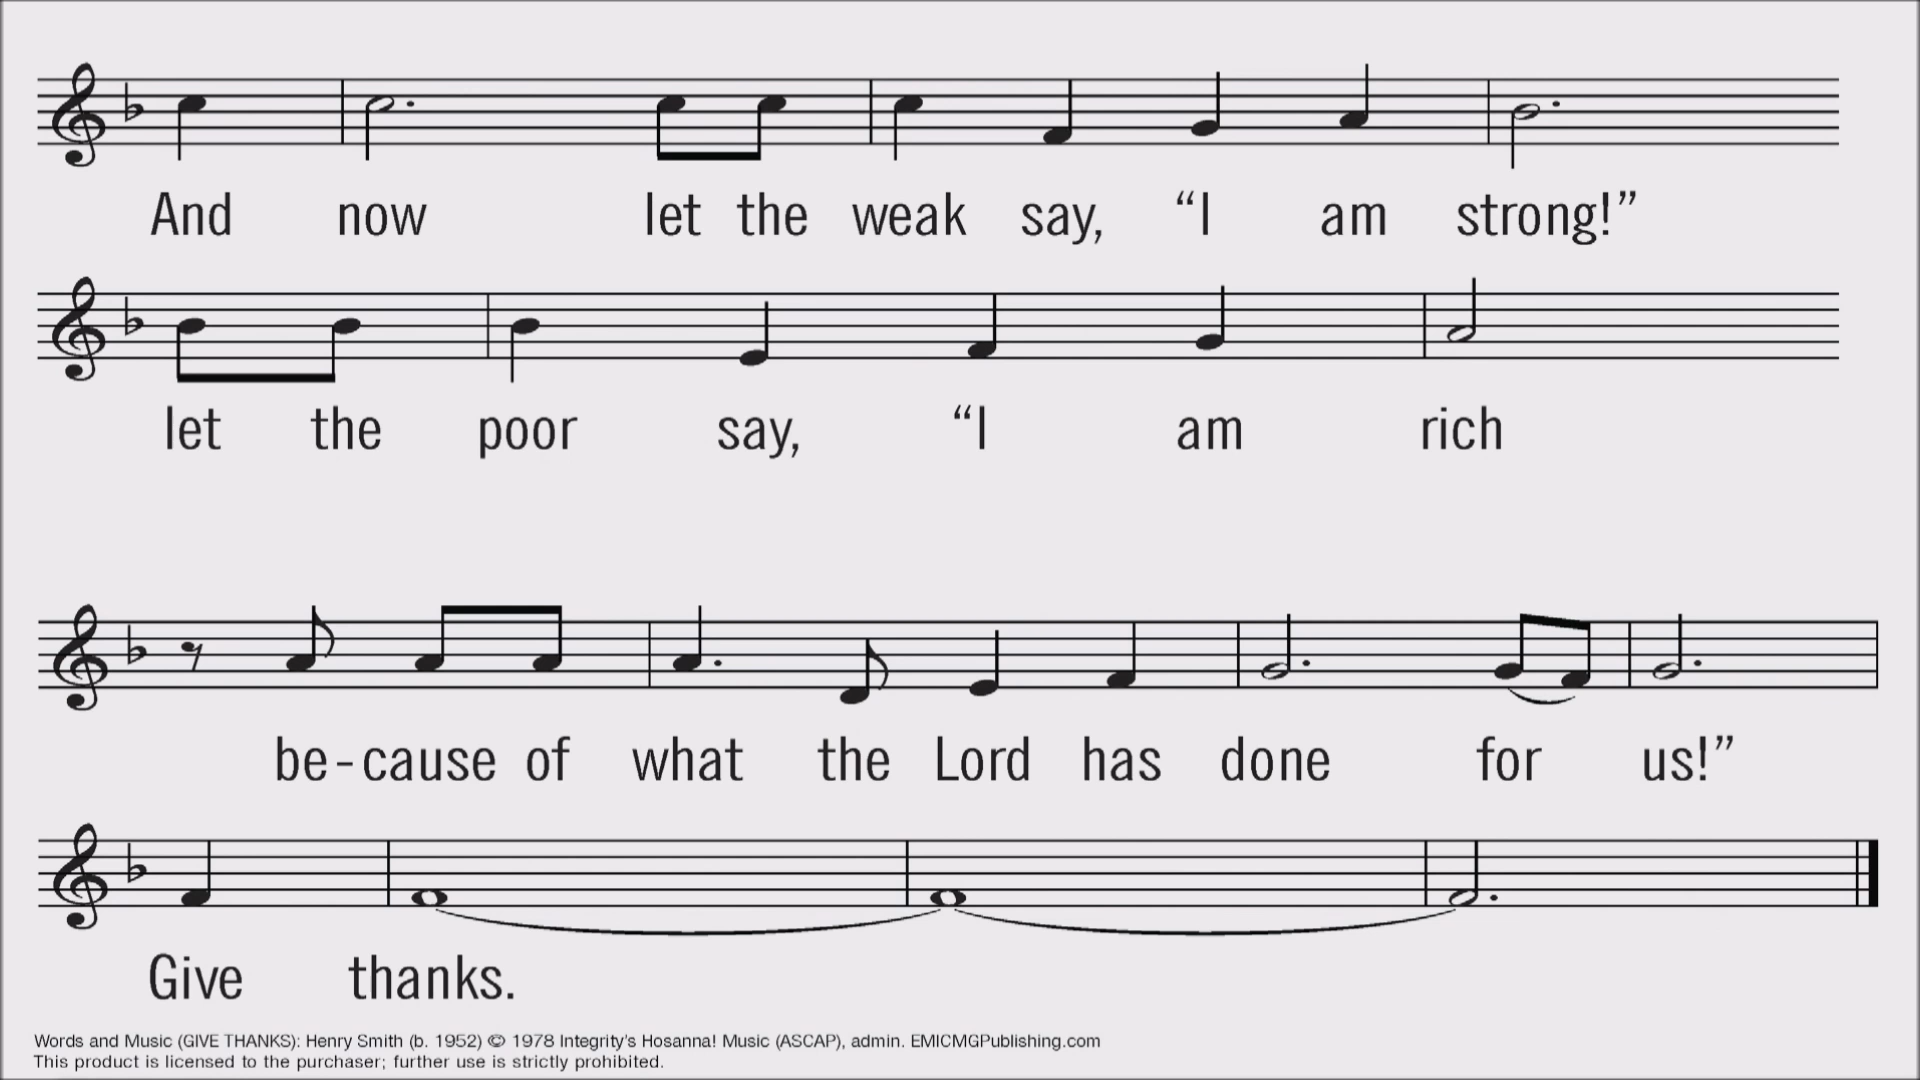 And now let the weak say, “I am strong!”
let the poor say, “I am rich
be-cause of what the Lord has done for us!”
Give thanks.
Words and Music (GIVE THANKS): Henry Smith (b. 1952) © 1978 Integrity's Hosanna! Music (ASCAP), admin. EMICMGPublishing.com
This product is licensed to the purchaser; further use is strictly prohibited.